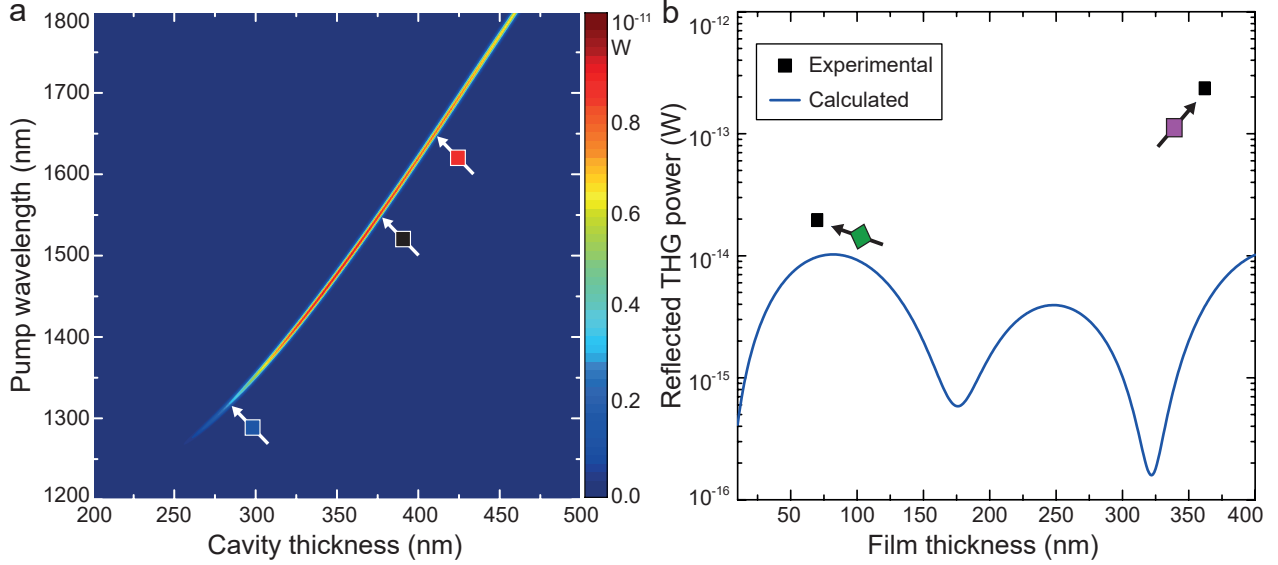 a
Pump wavelength (nm)
1800
1700
1600
1500
1400
1300
1200
200 250 300 350 400 450 500
Cavity thickness (nm)
10-11
W
0.8
0.6
0.4
0.2
0.0
b
Reflected THG power (W)
10-12
10-13
10-14
10-15
10-16
Experimental
Calculated
50 100 150 200 250 300 350 400
Film thickness (nm)